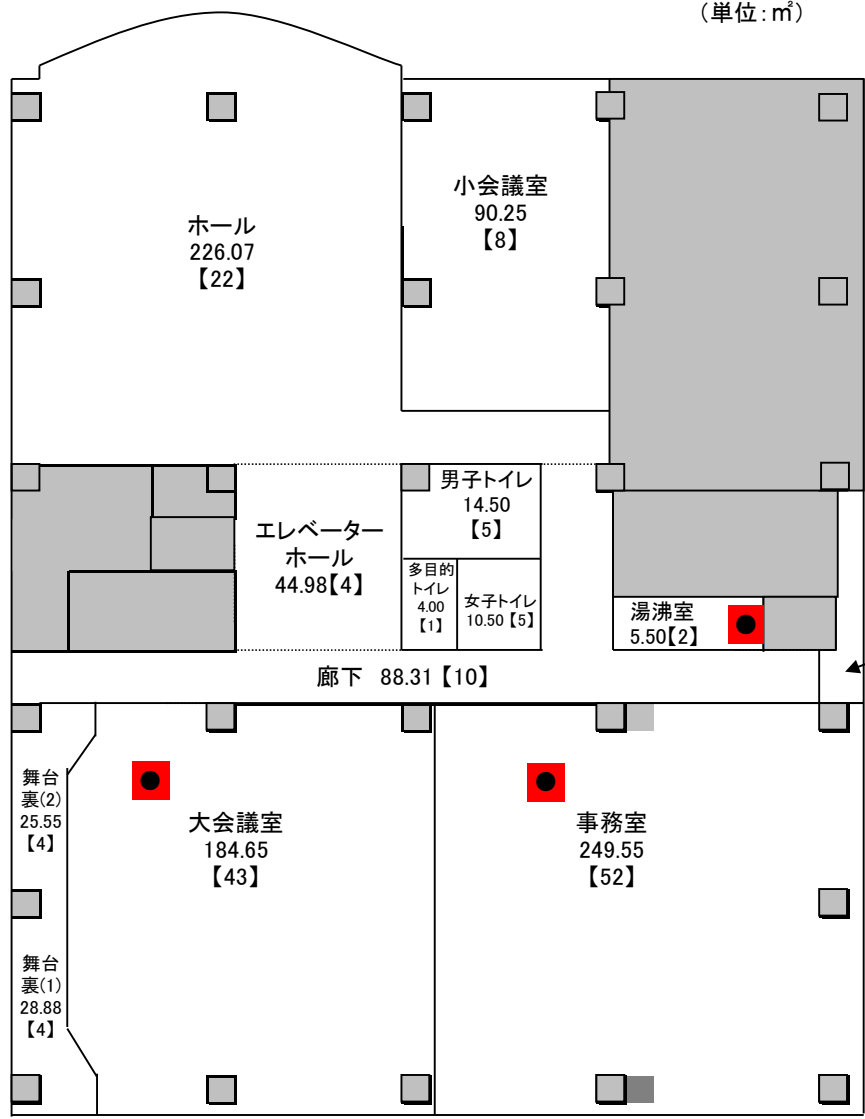 （単位：㎡）
小会議室
90.25
【8】
ホール
226.07
【22】
男子トイレ
14.50
【5】
エレベーター
ホール
44.98【4】
多目的
トイレ
4.00
【1】
女子トイレ
10.50【5】
湯沸室
5.50【2】
廊下 88.31【10】
舞台
裏(2)
25.55
【4】
大会議室
184.65
【43】
事務室
249.55
【52】
舞台
裏(1)
28.88
【4】